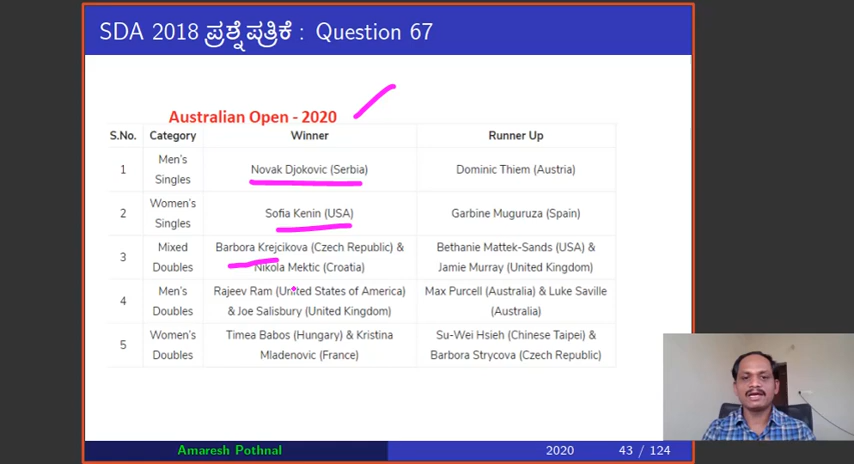 SDA 2018 ಪ್ರಶ್ನೆಪತ್ರಿಕೆ : Question 67
Australian Open - 2020
S.No. Category Winner Runner Up
1 Men's Singles Novak Djokovic (Serbia) Dominic Thiem (Austria)
2 Women's Singles Sofia Kenin (USA) Garbine Muguruza (Spain)
3 Mixed Doubles Barbora Krejcikova (Czech Republic) & Nikola Mektic (Croatia) Bethanie Mattek-Sands (USA) & Jamie Murray (United Kingdom)
4 Men's Doubles Rajeev Ram (United States of America) & Joe Salisbury (United Kingdom) Max Purcell (Australia) & Luke Saville (Australia)
5 Women's Doubles Timea Babos (Hungary) & Kristina Mladenovic (France) Su-Wei Hsieh (Chinese Taipei) & Barbora Strycova (Czech Republic)
Amaresh Pothnal 2020 43 / 124